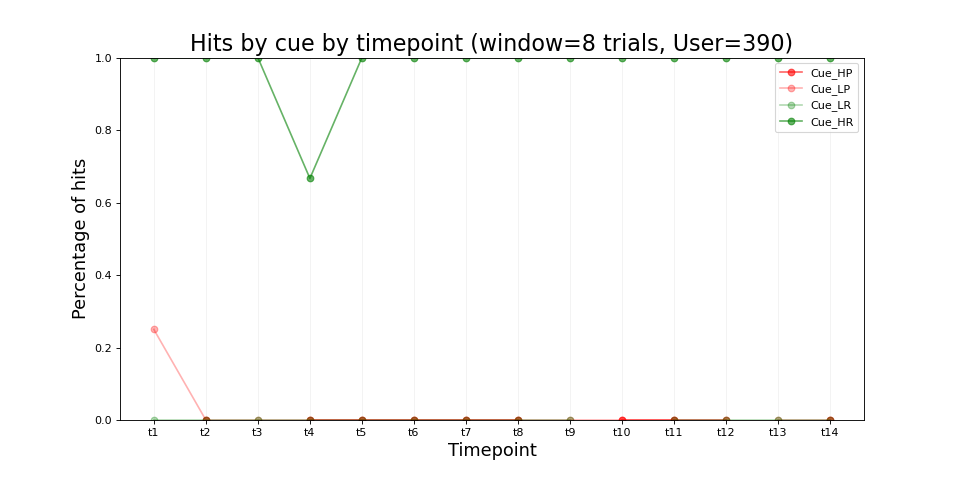 Hits by cue by timepoint (window=8 trials, User=390)
Percentage of hits
1.0
0.8
0.6
0.4
0.2
0.0
Cue_HP
Cue_LP
Cue_LR
Cue_HR
t1 t2 t3 t4 t5 t6 t7 t8 t9 t10 t11 t12 t13 t14
Timepoint